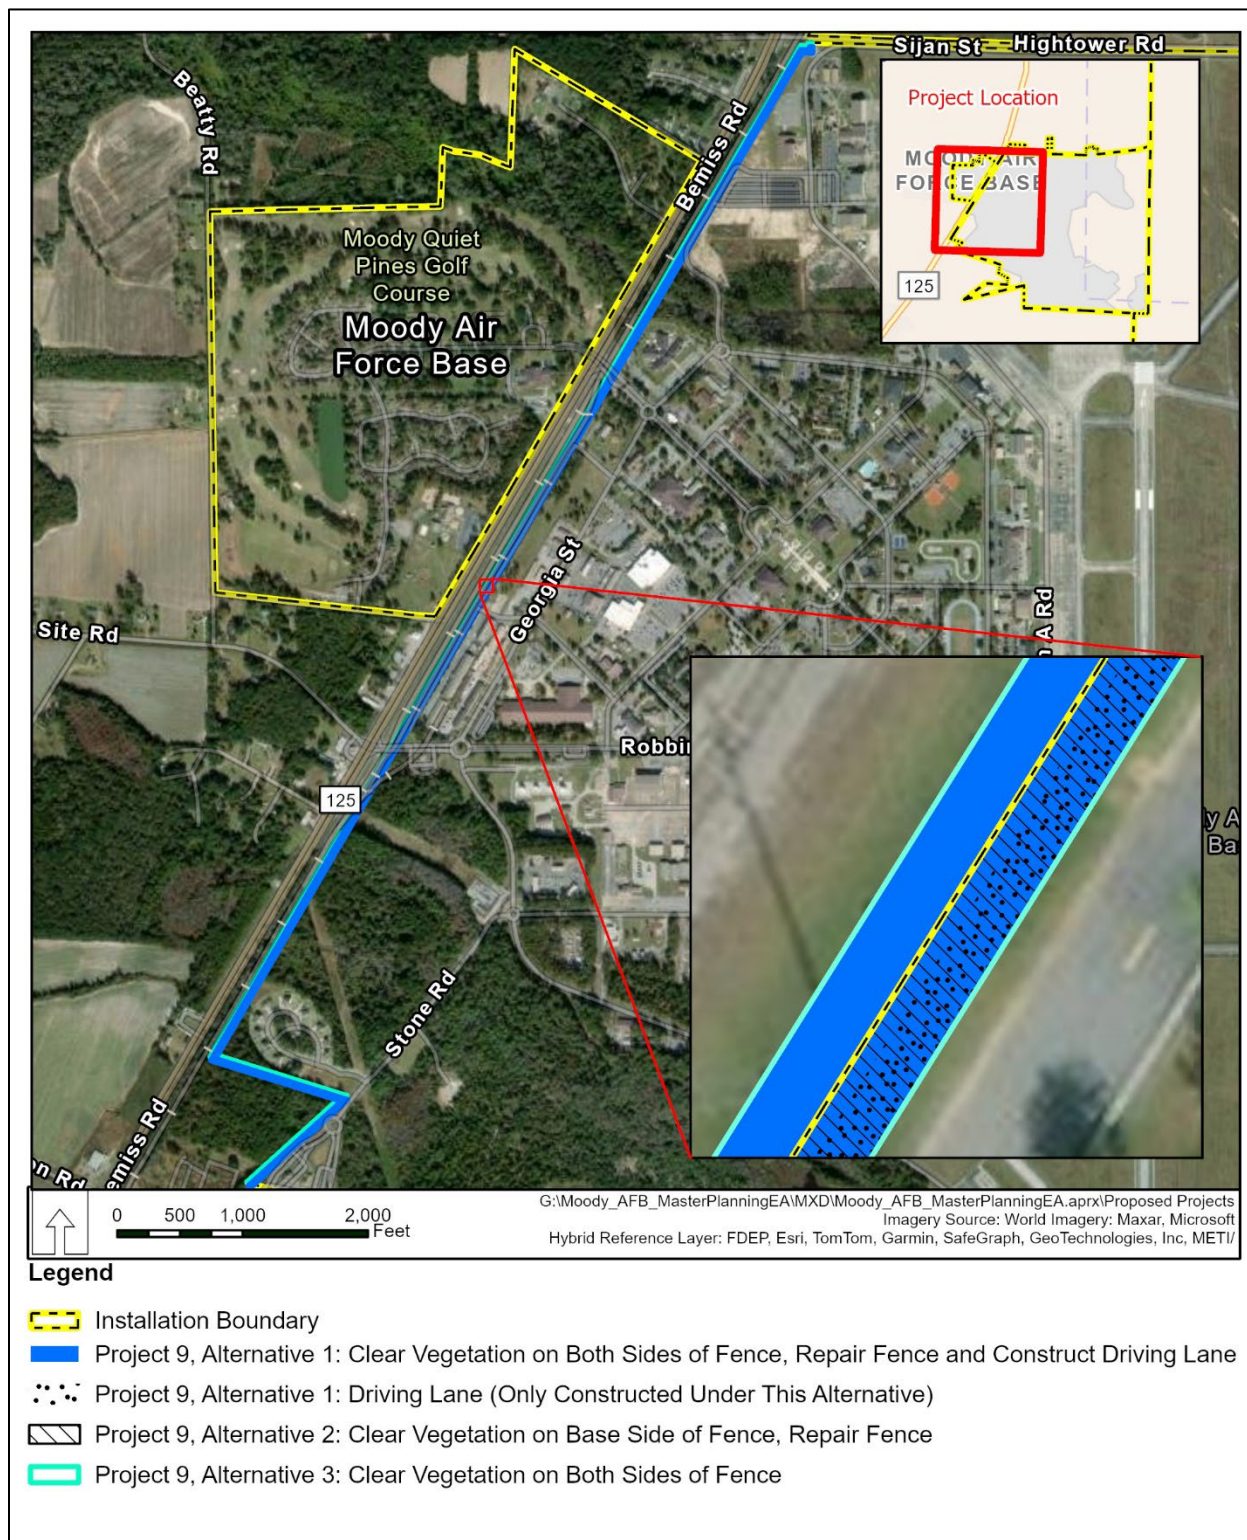 Sijan St
Hightower Rd
Beatty Rd
Bemiss Rd
Project Location
MOODY AIR
FORCE BASE
125
Moody Quiet
Pines Golf
Course
Moody Air
Force Base
Georgia St
Site Rd
A Rd
125
Stone Rd
0 500 1,000 2,000
Feet
G:\Moody_AFB_MasterPlanningEA\MXD\Moody_AFB_MasterPlanningEA.aprx\Proposed Projects
Imagery Source: World Imagery: Maxar, Microsoft
Hybrid Reference Layer: FDEP, Esri, TomTom, Garmin, SafeGraph, GeoTechnologies, Inc, METI/
Legend
Installation Boundary
Project 9, Alternative 1: Clear Vegetation on Both Sides of Fence, Repair Fence and Construct Driving Lane
Project 9, Alternative 1: Driving Lane (Only Constructed Under This Alternative)
Project 9, Alternative 2: Clear Vegetation on Base Side of Fence, Repair Fence
Project 9, Alternative 3: Clear Vegetation on Both Sides of Fence